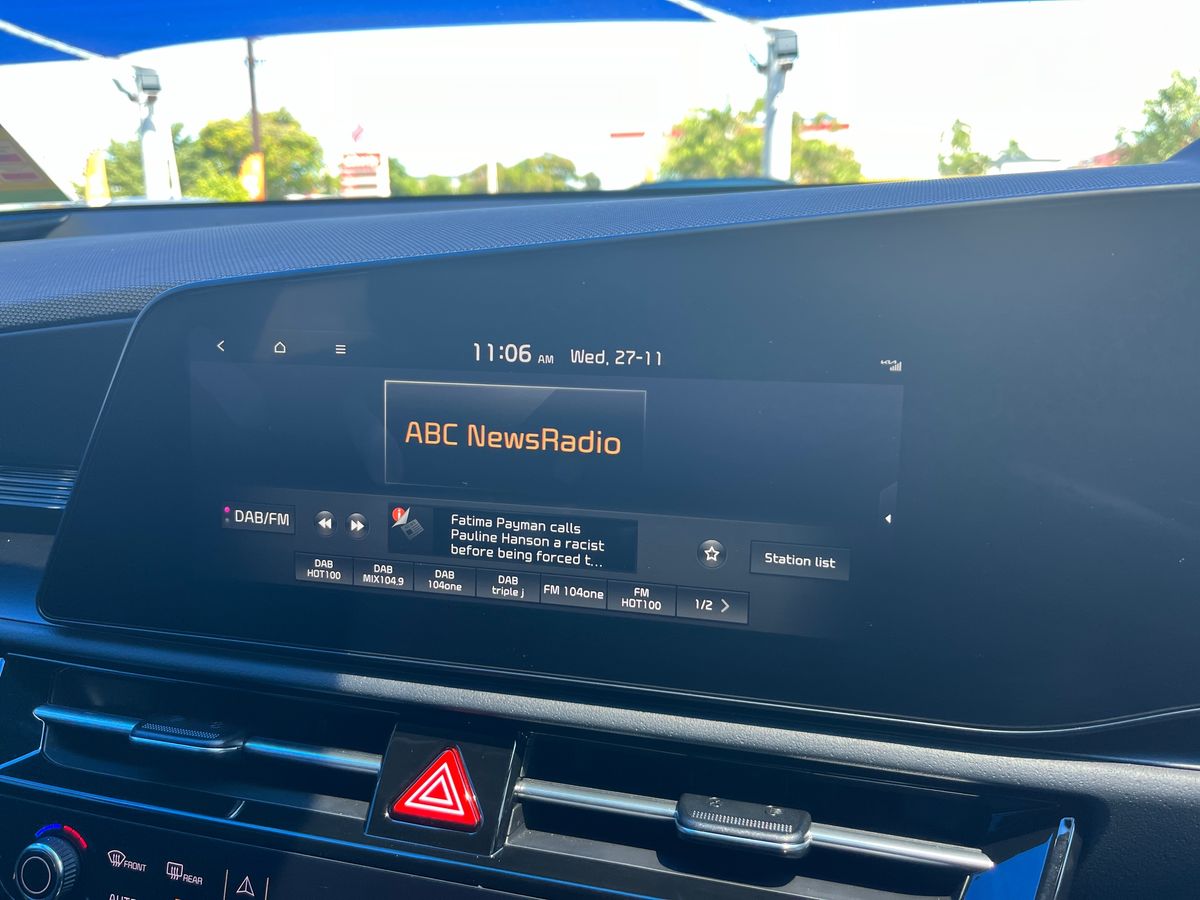 11:06 AM Wed, 27-11
ABC NewsRadio
DAB/FM
Fatima Payman calls
Pauline Hanson a racist
before being forced t...
Station list
DAB
HOT100
DAB
MIX104.9
DAB
104one
DAB
triple j
FM 104one
FM
HOT100
1/2
FRONT
REAR